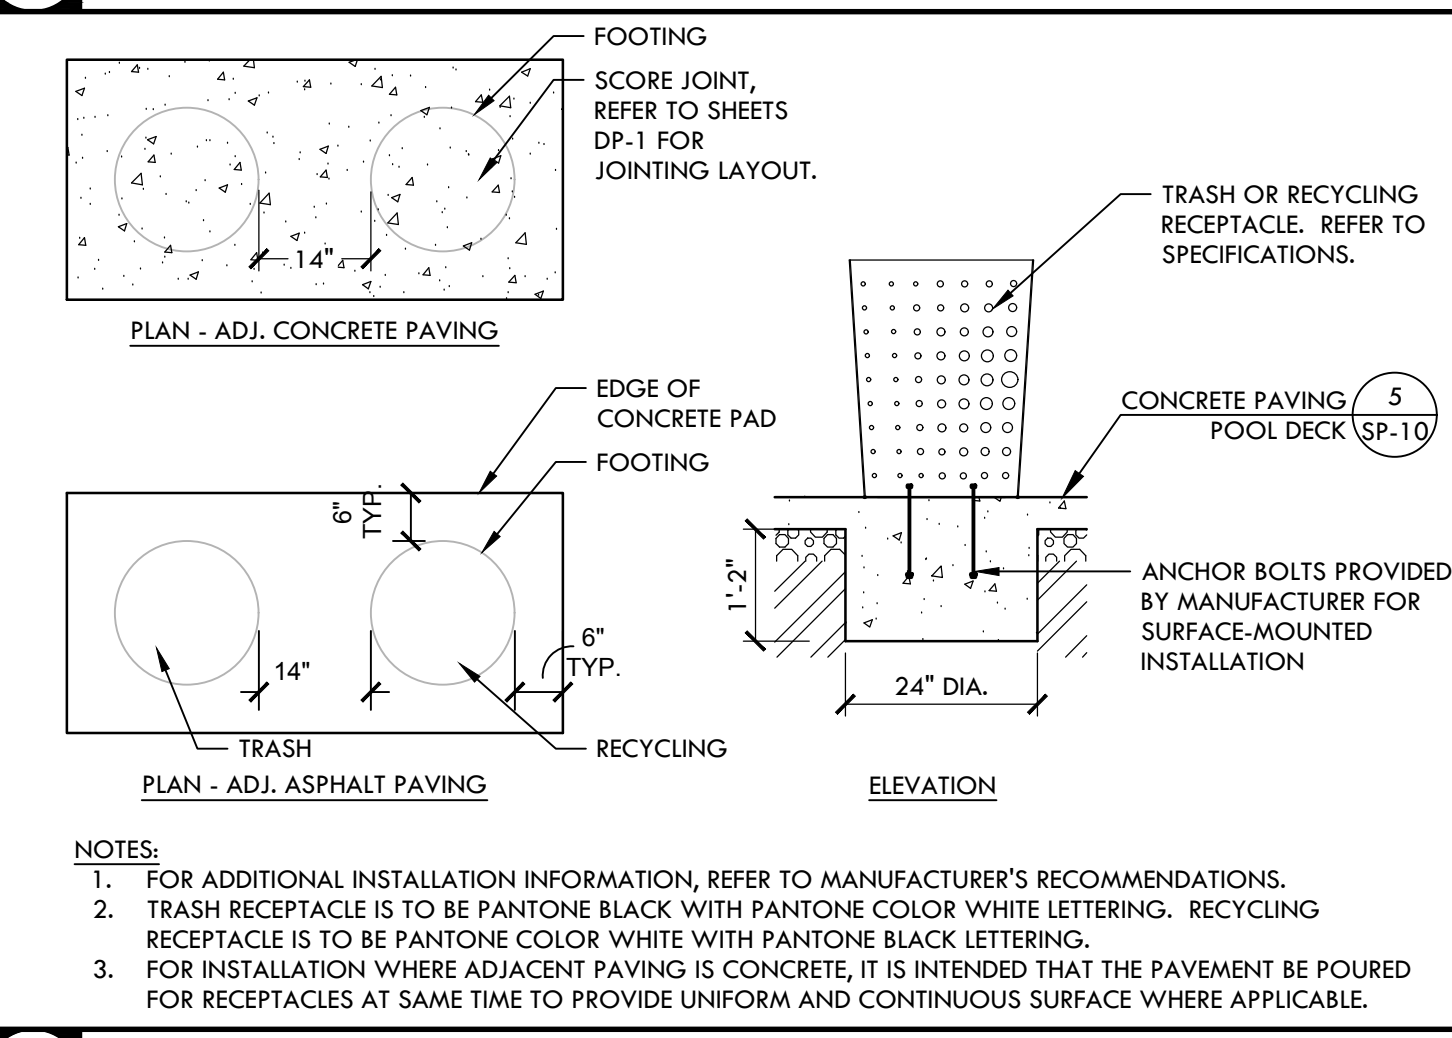 FOOTING
SCORE JOINT,
REFER TO SHEETS
DP-1 FOR
JOINTING LAYOUT.
14"
PLAN - ADJ. CONCRETE PAVING
EDGE OF
CONCRETE PAD
FOOTING
6"
TYP.
14"
6"
TYP.
TRASH
RECYCLING
PLAN - ADJ. ASPHALT PAVING
TRASH OR RECYCLING
RECEPTACLE. REFER TO
SPECIFICATIONS.
CONCRETE PAVING
POOL DECK
5
SP-10
1'-2"
ANCHOR BOLTS PROVIDED
BY MANUFACTURER FOR
SURFACE-MOUNTED
INSTALLATION
24" DIA.
ELEVATION
NOTES:
1. FOR ADDITIONAL INSTALLATION INFORMATION, REFER TO MANUFACTURER'S RECOMMENDATIONS.
2. TRASH RECEPTACLE IS TO BE PANTONE BLACK WITH PANTONE COLOR WHITE LETTERING. RECYCLING
RECEPTACLE IS TO BE PANTONE COLOR WHITE WITH PANTONE BLACK LETTERING.
3. FOR INSTALLATION WHERE ADJACENT PAVING IS CONCRETE, IT IS INTENDED THAT THE PAVEMENT BE POURED
FOR RECEPTACLES AT SAME TIME TO PROVIDE UNIFORM AND CONTINUOUS SURFACE WHERE APPLICABLE.